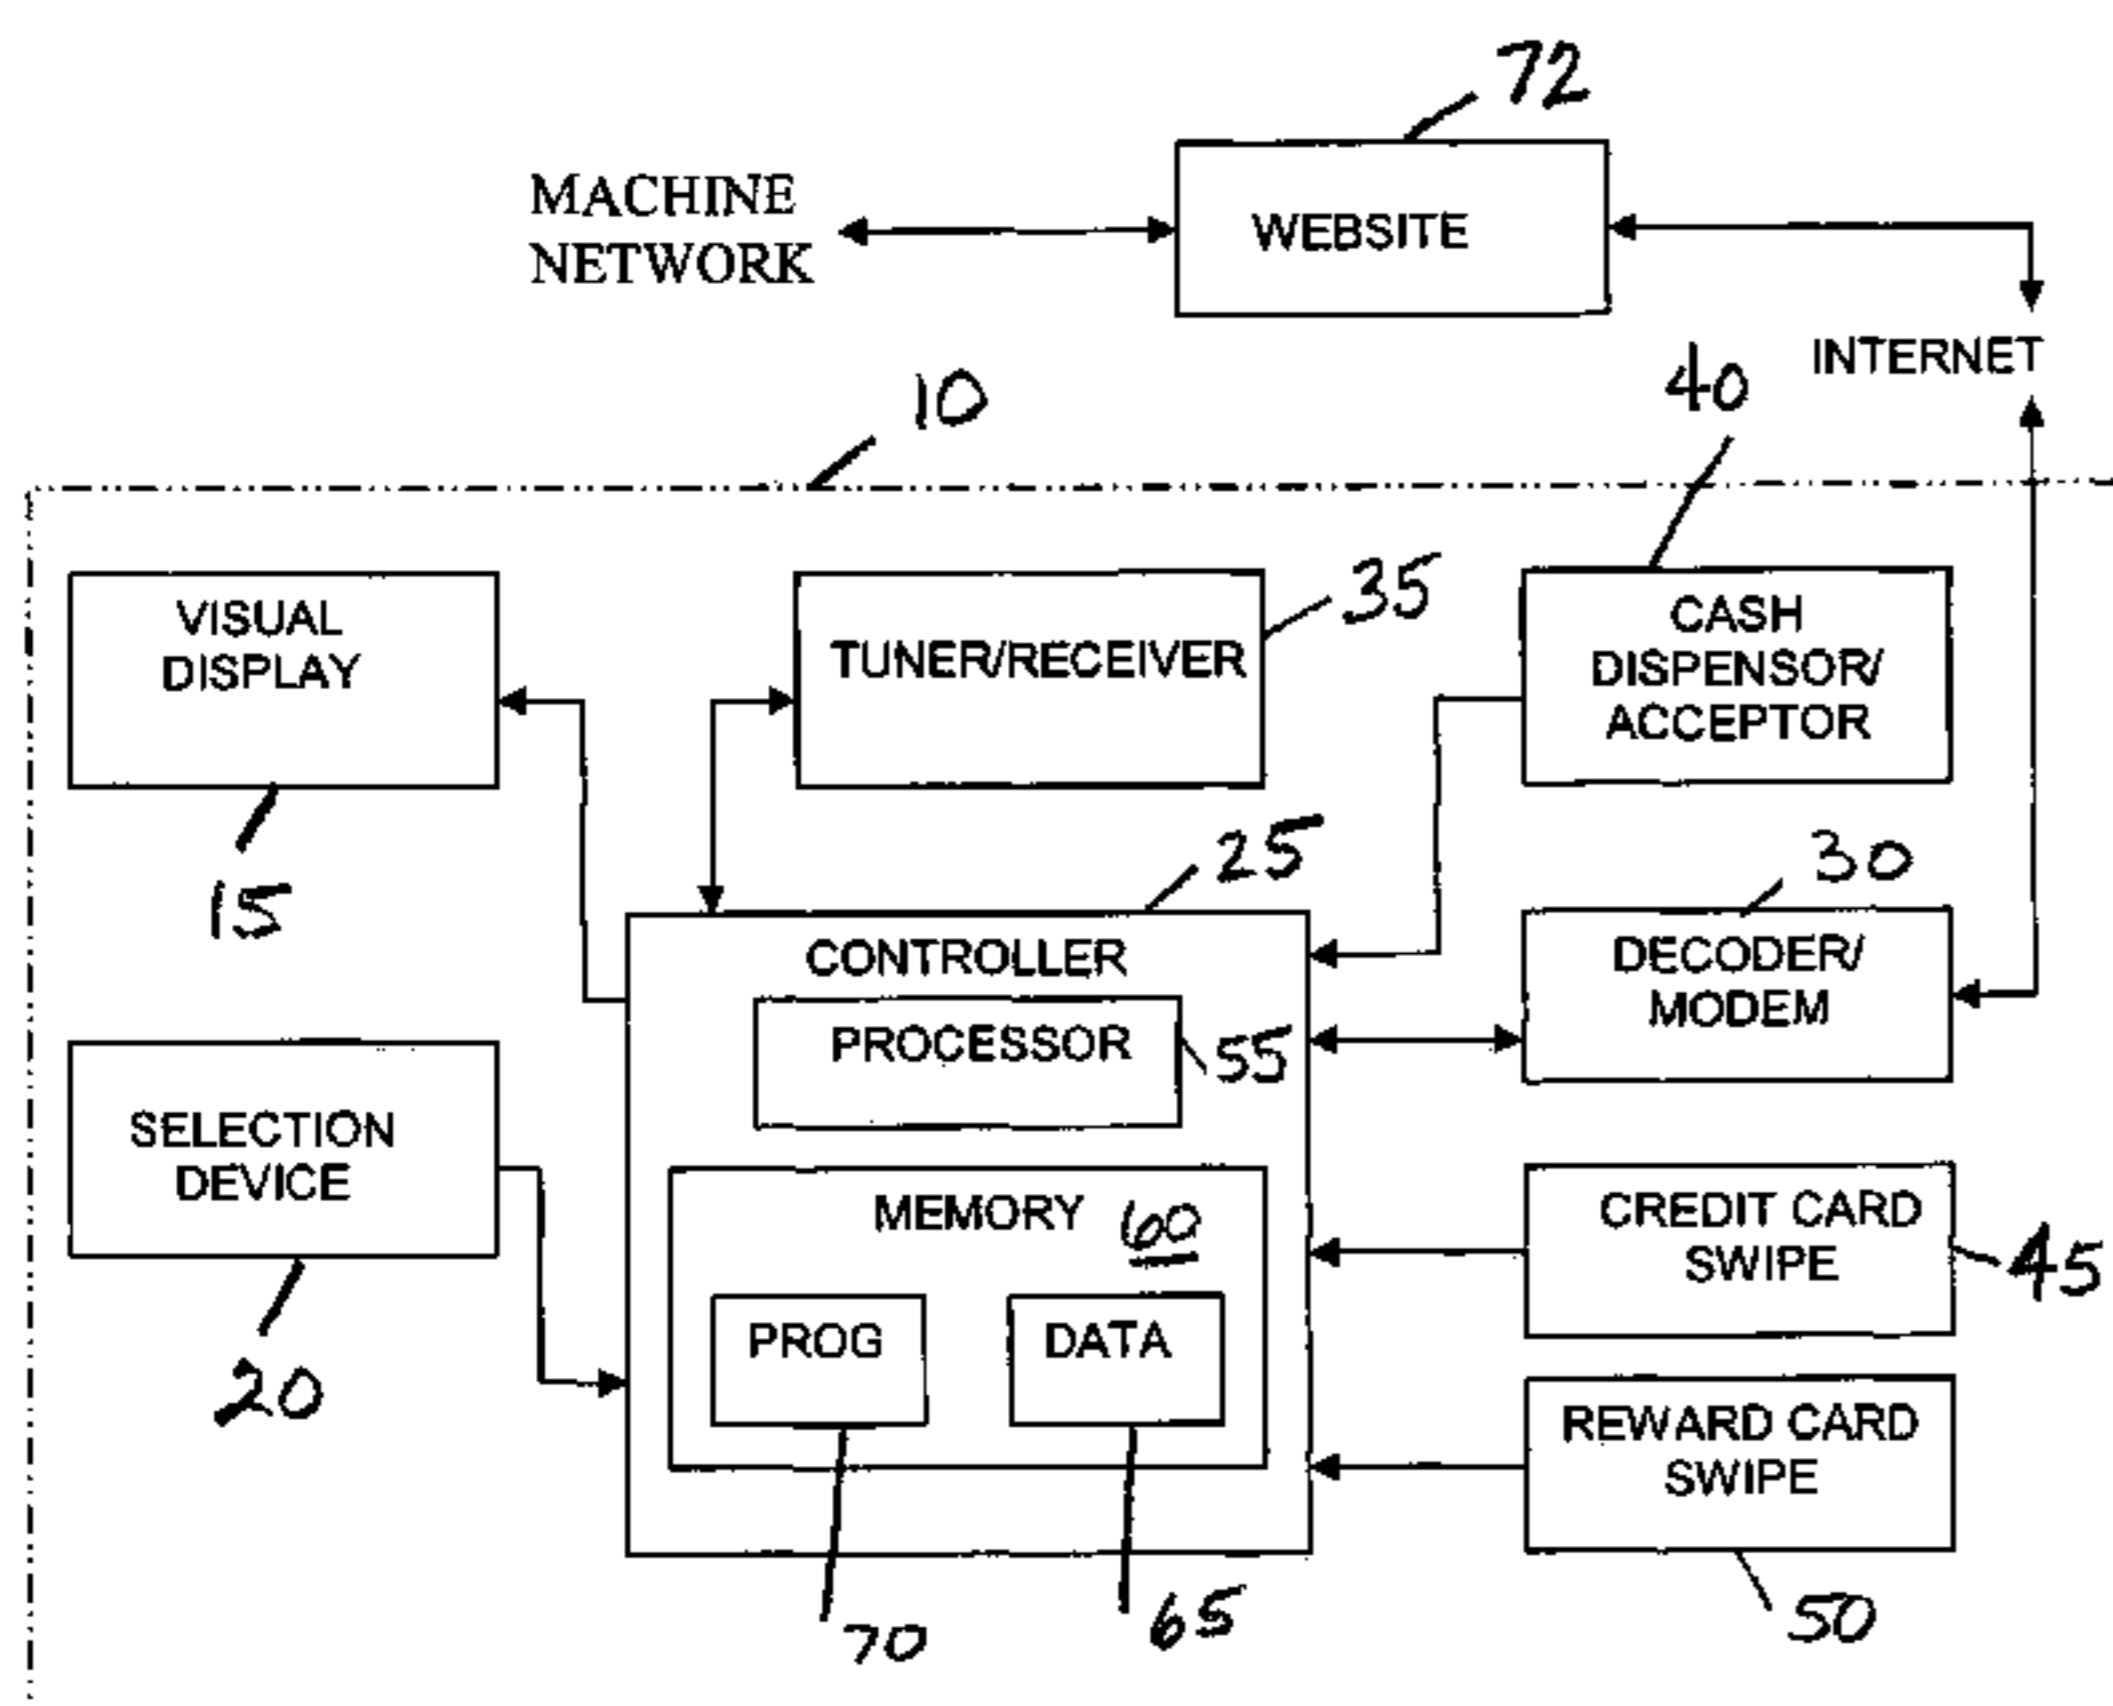 72
MACHINE
NETWORK
WEBSITE
INTERNET
40
10
VISUAL
DISPLAY
TUNER/RECEIVER
35
CASH
DISPENSOR/
ACCEPTOR
15
25
30
CONTROLLER
DECODER/
MODEM
PROCESSOR
55
SELECTION
DEVICE
MEMORY
60
CREDIT CARD
SWIPE
45
PROG
DATA
20
REWARD CARD
SWIPE
70
65
50